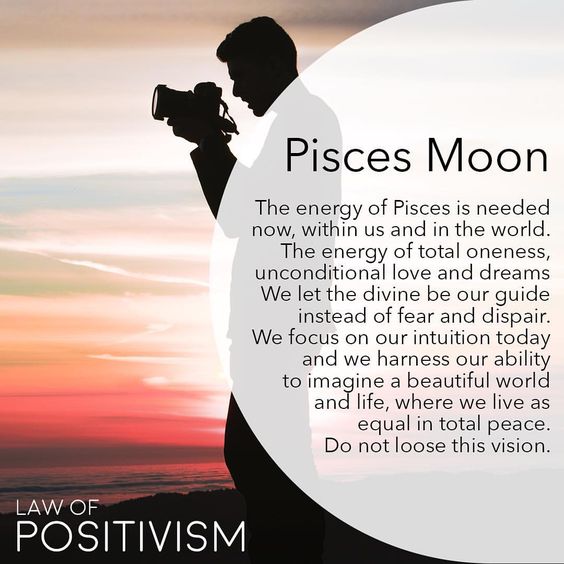 Pisces Moon
The energy of Pisces is needed
now, within us and in the world.
The energy of total oneness,
unconditional love and dreams
We let the divine be our guide
instead of fear and dispair.
We focus on our intuition today
and we harness our ability
to imagine a beautiful world
and life, where we live as
equal in total peace.
Do not loose this vision.
LAW OF
POSITIVISM